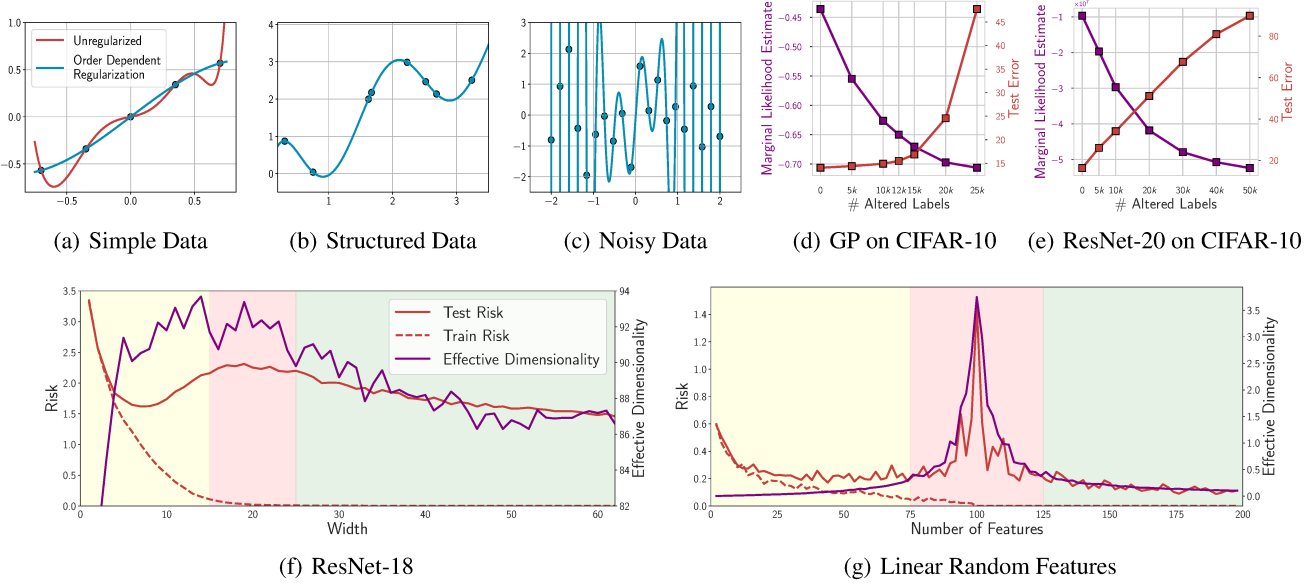 1.0
0.5
0.0
−0.5
−0.5
0.0
0.5
Unregularized
Order Dependent
Regularization
(a) Simple Data
4
3
2
1
0
1
2
3
(b) Structured Data
2
1
0
−1
−2
−2
−1
0
1
2
(c) Noisy Data
Marginal Likelihood Estimate
−0.45
−0.50
−0.55
−0.60
−0.65
−0.70
0
5k
10k
12k
15k
20k
25k
# Altered Labels
45
40
35
30
25
20
15
Test Error
(d) GP on CIFAR-10
Marginal Likelihood Estimate
×10⁷
−1
−2
−3
−4
−5
0
5k
10k
20k
30k
40k
50k
# Altered Labels
80
60
40
20
Test Error
(e) ResNet-20 on CIFAR-10
Risk
3.5
3.0
2.5
2.0
1.5
1.0
0.5
0.0
0
10
20
30
40
50
60
Width
Test Risk
Train Risk
Effective Dimensionality
94
92
90
88
86
84
82
Effective Dimensionality
(f) ResNet-18
Risk
1.4
1.2
1.0
0.8
0.6
0.4
0.2
0.0
0
25
50
75
100
125
150
175
200
Number of Features
3.5
3.0
2.5
2.0
1.5
1.0
0.5
0.0
Effective Dimensionality
(g) Linear Random Features